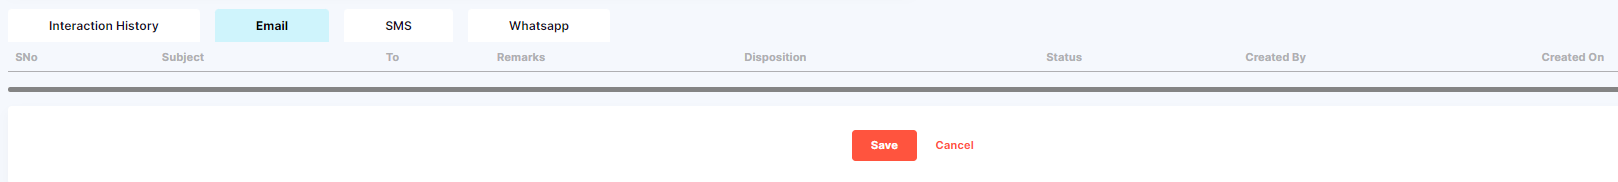 Interaction History Email SMS Whatsapp
SNo Subject To Remarks Disposition Status Created By Created On
Save Cancel